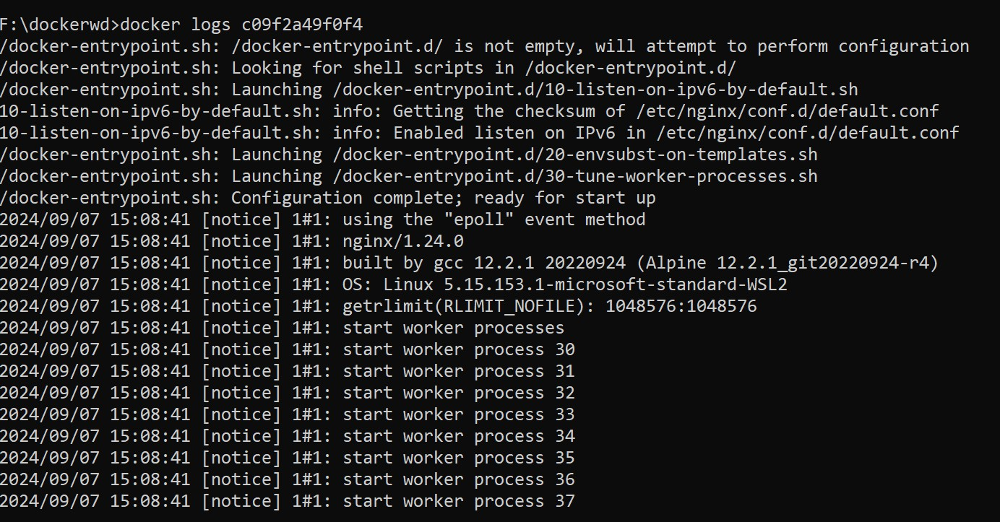 F:\dockerwd>docker logs c09f2a49f0f4
/docker-entrypoint.sh: /docker-entrypoint.d/ is not empty, will attempt to perform configuration
/docker-entrypoint.sh: Looking for shell scripts in /docker-entrypoint.d/
/docker-entrypoint.sh: Launching /docker-entrypoint.d/10-listen-on-ipv6-by-default.sh
10-listen-on-ipv6-by-default.sh: info: Getting the checksum of /etc/nginx/conf.d/default.conf
10-listen-on-ipv6-by-default.sh: info: Enabled listen on IPv6 in /etc/nginx/conf.d/default.conf
/docker-entrypoint.sh: Launching /docker-entrypoint.d/20-envsubst-on-templates.sh
/docker-entrypoint.sh: Launching /docker-entrypoint.d/30-tune-worker-processes.sh
/docker-entrypoint.sh: Configuration complete; ready for start up
2024/09/07 15:08:41 [notice] 1#1: using the "epoll" event method
2024/09/07 15:08:41 [notice] 1#1: nginx/1.24.0
2024/09/07 15:08:41 [notice] 1#1: built by gcc 12.2.1 20220924 (Alpine 12.2.1_git20220924-r4)
2024/09/07 15:08:41 [notice] 1#1: OS: Linux 5.15.153.1-microsoft-standard-WSL2
2024/09/07 15:08:41 [notice] 1#1: getrlimit(RLIMIT_NOFILE): 1048576:1048576
2024/09/07 15:08:41 [notice] 1#1: start worker processes
2024/09/07 15:08:41 [notice] 1#1: start worker process 30
2024/09/07 15:08:41 [notice] 1#1: start worker process 31
2024/09/07 15:08:41 [notice] 1#1: start worker process 32
2024/09/07 15:08:41 [notice] 1#1: start worker process 33
2024/09/07 15:08:41 [notice] 1#1: start worker process 34
2024/09/07 15:08:41 [notice] 1#1: start worker process 35
2024/09/07 15:08:41 [notice] 1#1: start worker process 36
2024/09/07 15:08:41 [notice] 1#1: start worker process 37